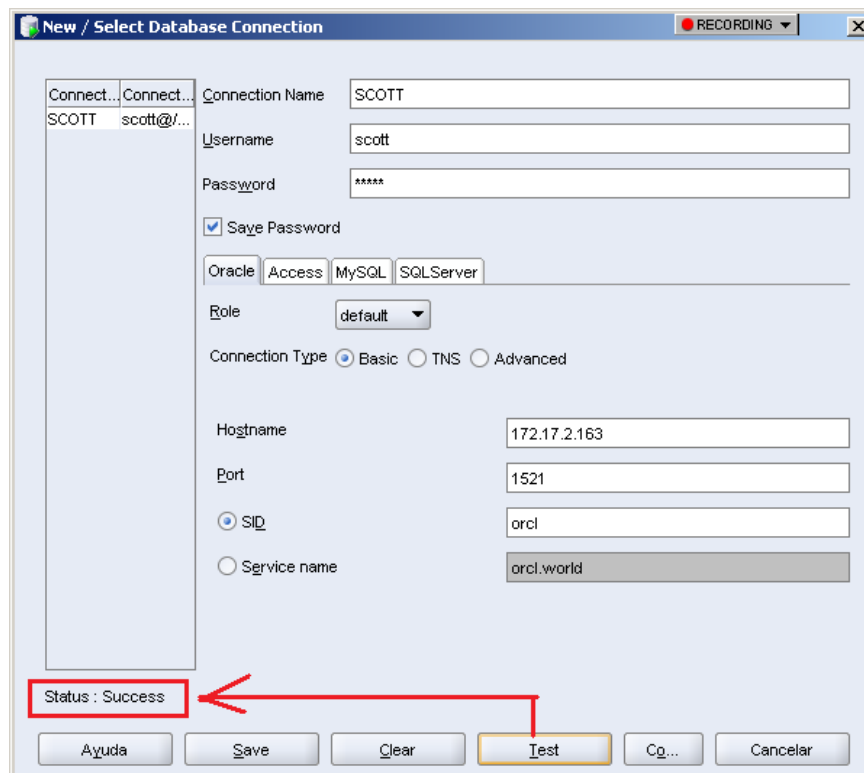 New / Select Database Connection
RECORDING
Connect... Connect...
SCOTT scott@/...
Connection Name SCOTT
Username scott
Password *****
Save Password
Oracle Access MySQL SQLServer
Role default
Connection Type Basic TNS Advanced
Hostname 172.17.2.163
Port 1521
SID orcl
Service name orcl.world
Status : Success
Ayuda Save Clear Test Co... Cancelar